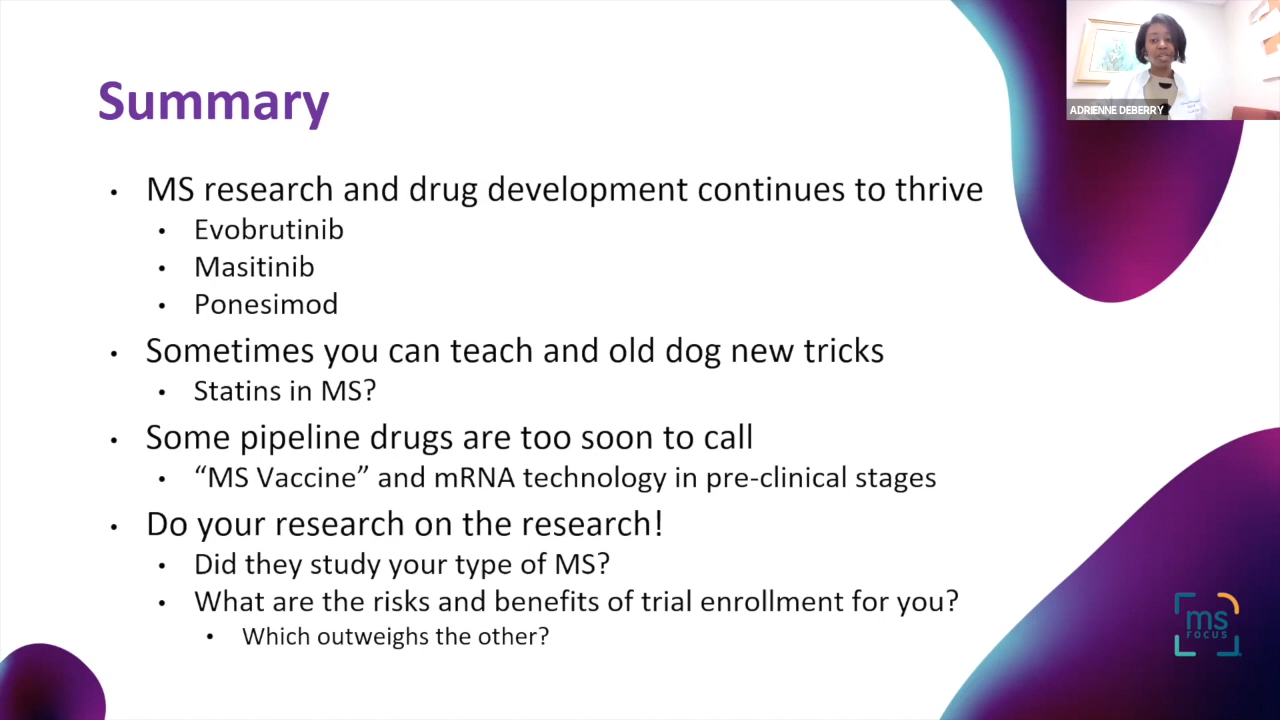 ADRIENNE DEBERRY
Summary
• MS research and drug development continues to thrive
• Evobrutinib
• Masitinib
• Ponesimod
• Sometimes you can teach and old dog new tricks
• Statins in MS?
• Some pipeline drugs are too soon to call
• “MS Vaccine” and mRNA technology in pre-clinical stages
• Do your research on the research!
• Did they study your type of MS?
• What are the risks and benefits of trial enrollment for you?
• Which outweighs the other?
ms
FOCUS